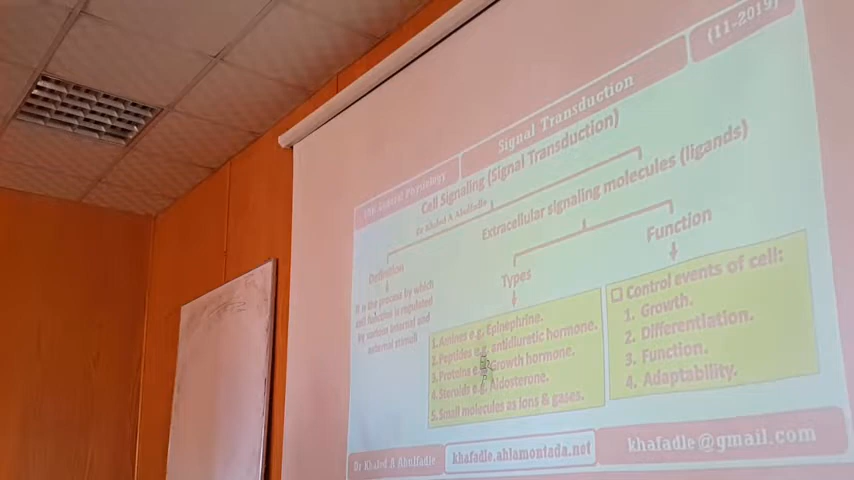 General Physiology
Signal Transduction
(11-2019)
Cell Signaling (Signal Transduction)
Dr Khaled A Abulfadle
Extracellular signaling molecules (ligands)
Definition
It is the process by which
cell function is regulated
by various internal and
external stimuli
Types
1. Amines e.g. Epinephrine.
2. Peptides e.g. antidiuretic hormone.
3. Proteins e.g. Growth hormone.
4. Steroids e.g. Aldosterone.
5. Small molecules as ions & gases.
Function
Control events of cell:
1. Growth.
2. Differentiation.
3. Function.
4. Adaptability.
Dr Khaled A Abulfadle
khafadle.ahlamontada.net
khafadle@gmail.com